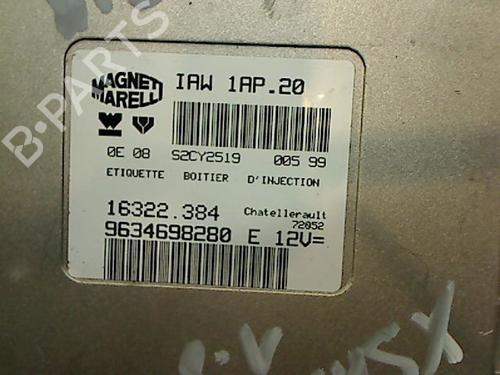 B-PARTS
MAGNETI
MARELLI
IAW 1AP.20
0E 08 S2CY2519 005 99
ETIQUETTE BOITIER D'INJECTION
16322.384 Chatellerault
72052
9634698280 E 12V=